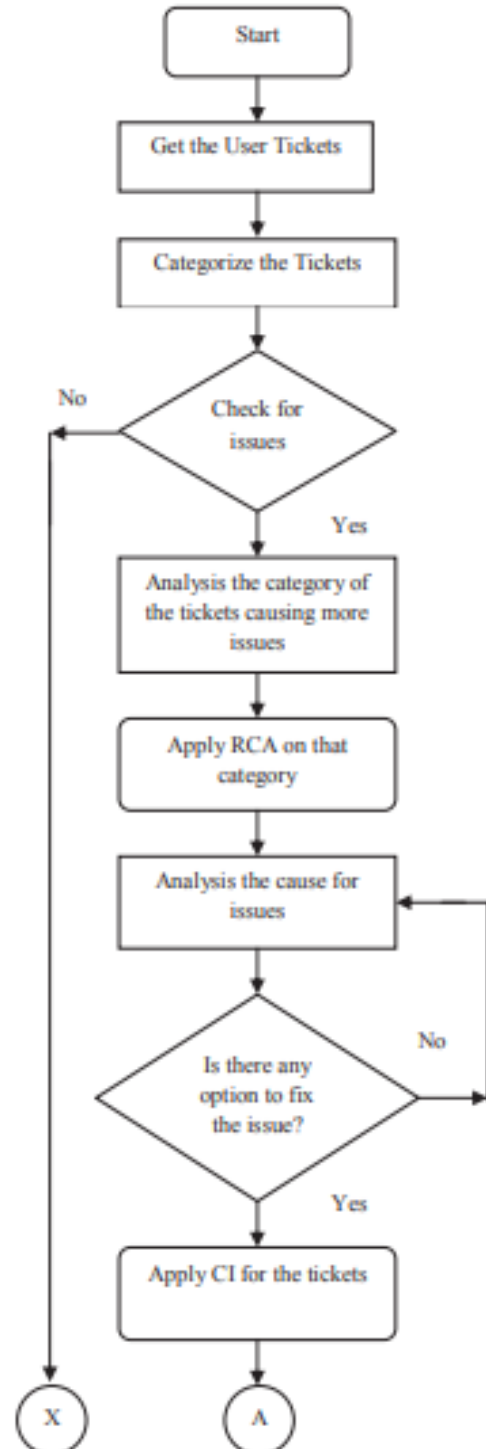 Start
Get the User Tickets
Categorize the Tickets
No
Check for
issues
Yes
Analysis the category of
the tickets causing more
issues
Apply RCA on that
category
Analysis the cause for
issues
No
Is there any
option to fix
the issue?
Yes
Apply CI for the tickets
X
A